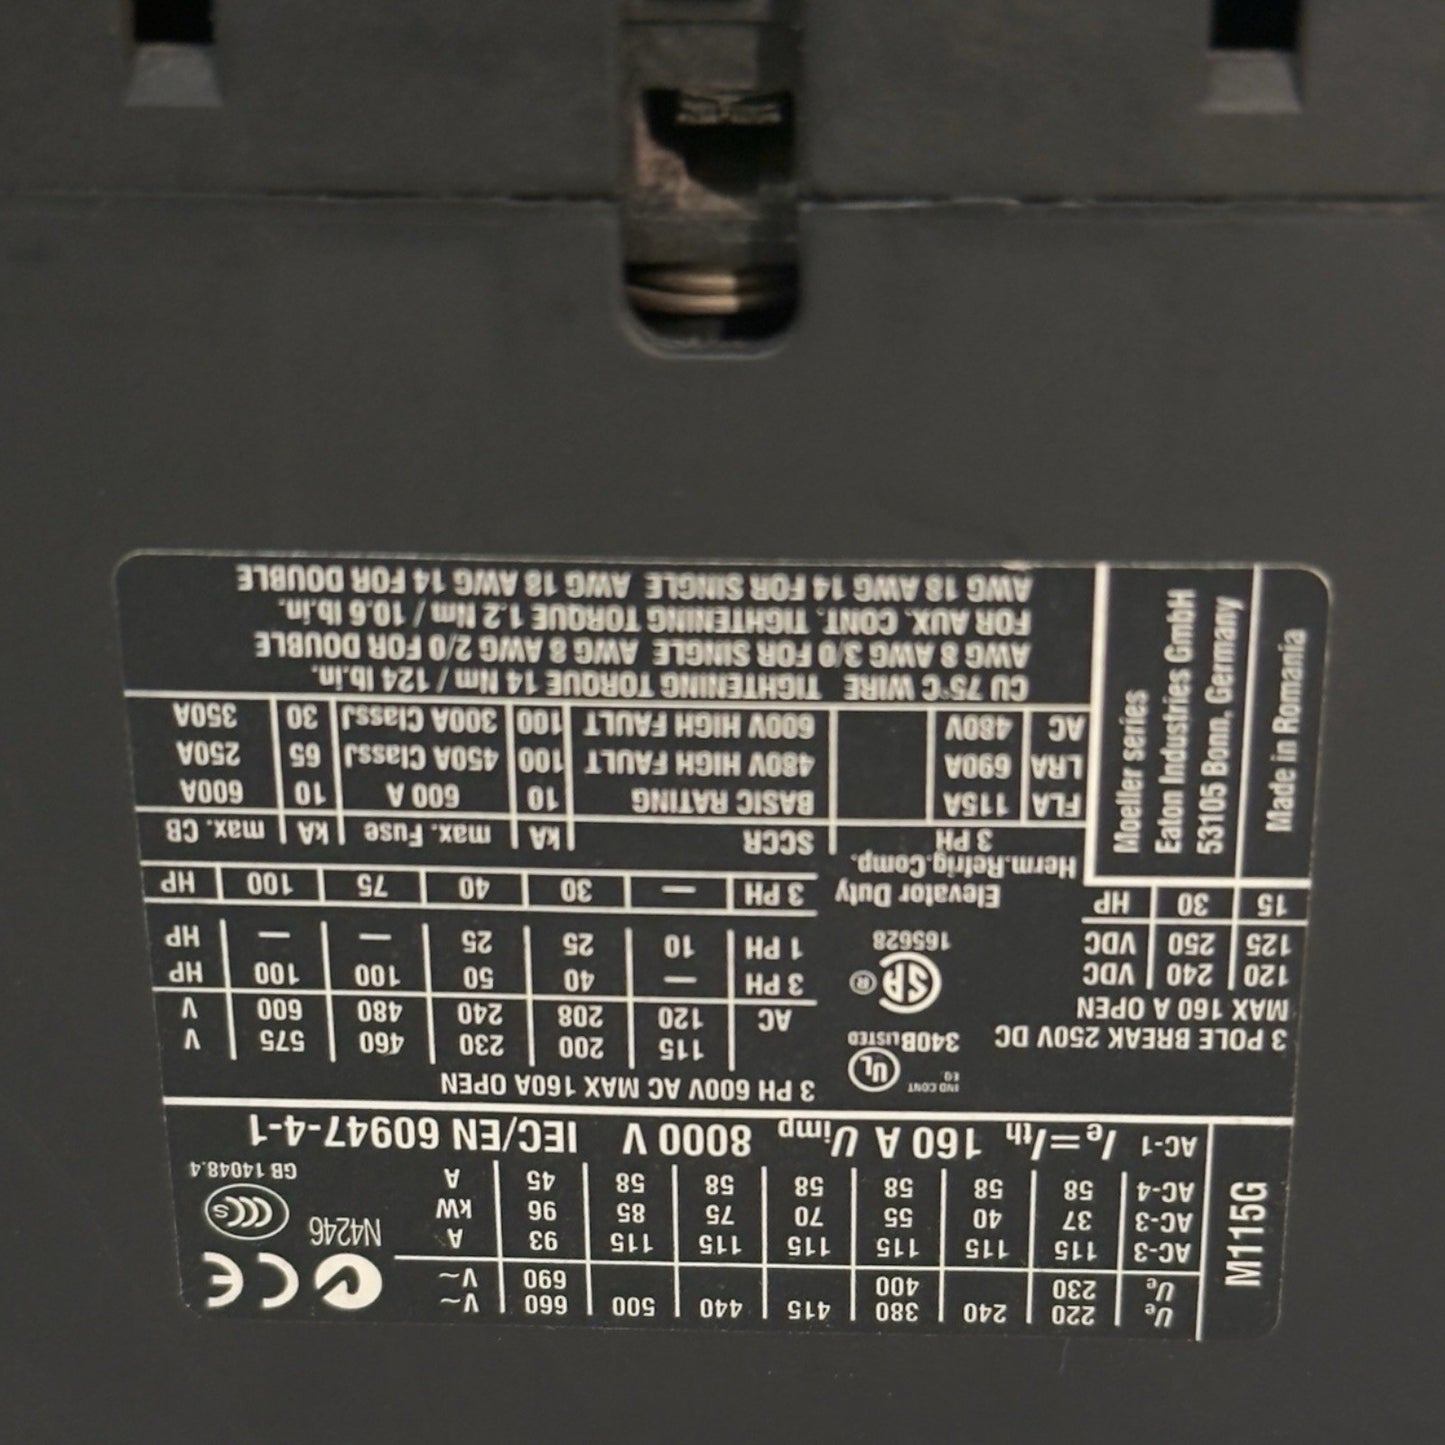 M115G
Ue 220 240 380 415 440 500 660 V~
Ue 230 400 690 V~
AC-3 115 115 115 115 115 115 93 A
AC-3 37 40 55 70 75 85 96 kW
AC-4 58 58 58 58 58 58 45 A
AC-1 Ie=Ith 160 A Uimp 8000 V IEC/EN 60947-4-1
CE
N4246
CCC S
GB 14048.4
3 PH 600V AC MAX 160A OPEN
AC 115 200 230 460 575 V
120 208 240 480 600 V
3 PH — 40 50 100 100 HP
1 PH 10 25 25 — — HP
3 PH — 30 40 75 100 HP
IND CONT
EQ.
UL
340B LISTED
SA ®
165628
Elevator Duty
3 POLE BREAK 250V DC
MAX 160 A OPEN
120 240 VDC
125 250 VDC
15 30 HP
Herm.Refrig.Comp.
3 PH
FLA 115A
LRA 690A
AC 480V
SCCR kA max. Fuse kA max. CB
BASIC RATING 10 600 A 10 600A
480V HIGH FAULT 100 450A ClassJ 65 250A
600V HIGH FAULT 100 300A ClassJ 30 350A
CU 75°C WIRE TIGHTENING TORQUE 14 Nm / 124 lb.in.
AWG 8 AWG 3/0 FOR SINGLE AWG 8 AWG 2/0 FOR DOUBLE
FOR AUX. CONT. TIGHTENING TORQUE 1.2 Nm / 10.6 lb.in.
AWG 18 AWG 14 FOR SINGLE AWG 18 AWG 14 FOR DOUBLE
Moeller series
Eaton Industries GmbH
53105 Bonn, Germany
Made in Romania